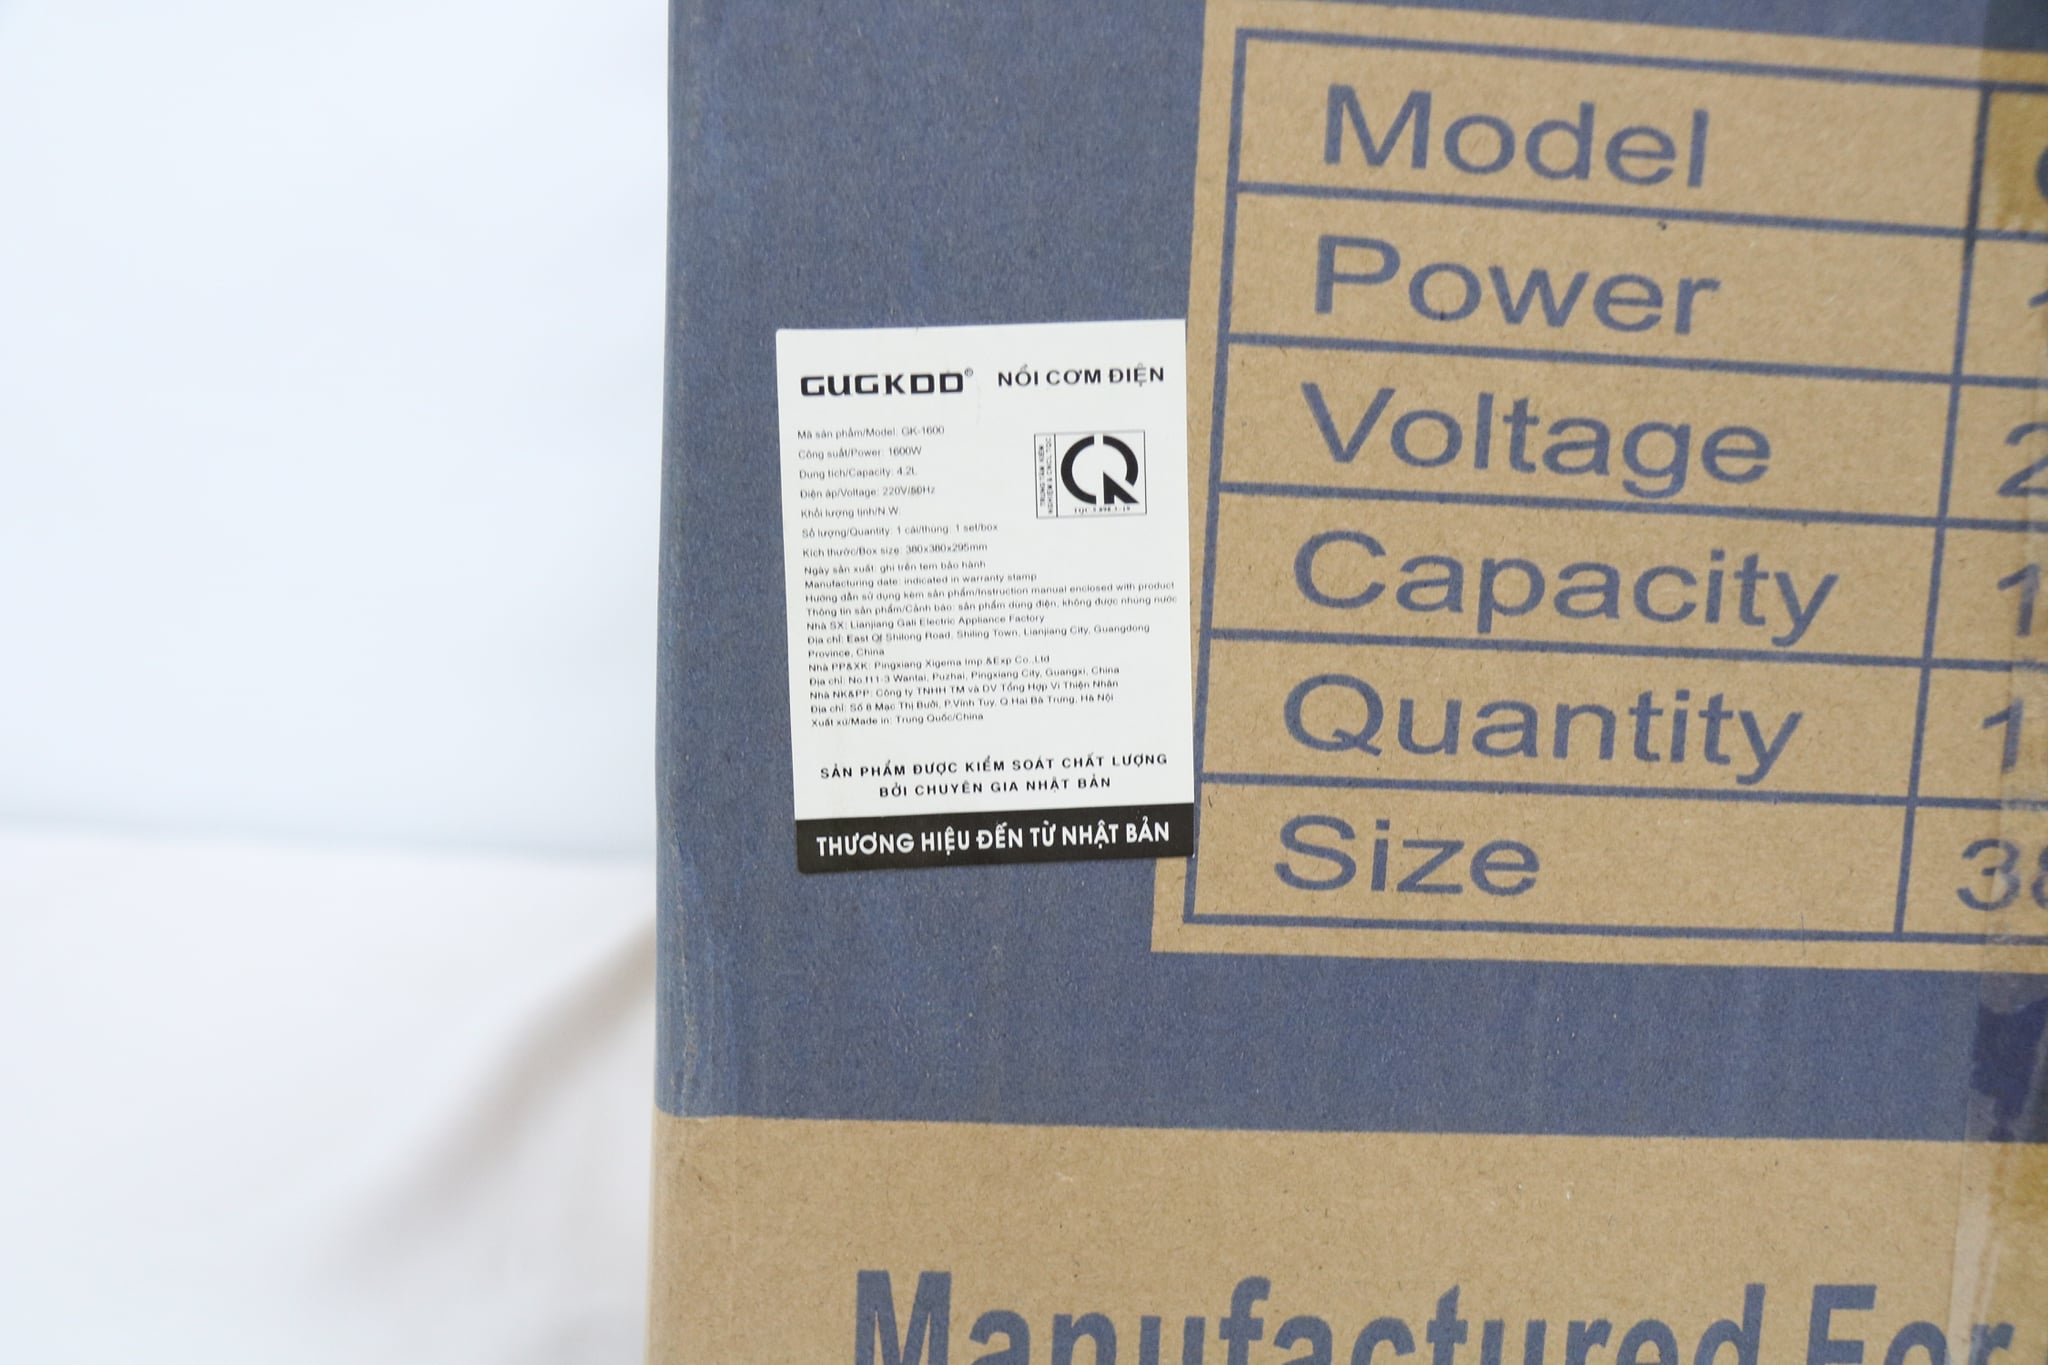 GUGKDD® NỒI CƠM ĐIỆN
Mã sản phẩm/Model: GK-1600
Công suất/Power: 1600W
Dung tích/Capacity: 4.2L
Điện áp/Voltage: 220V/50Hz
Khối lượng tịnh/N.W:
Số lượng/Quantity: 1 cái/thùng: 1 set/box
Kích thước/Box size: 380x380x295mm
Ngày sản xuất: ghi trên tem bảo hành
Manufacturing date: indicated in warranty stamp
Hướng dẫn sử dụng kèm sản phẩm/Instruction manual enclosed with product
Thông tin sản phẩm/Cảnh báo: sản phẩm dùng điện, không được nhúng nước
Nhà SX: Lianjiang Gali Electric Appliance Factory
Địa chỉ: East Of Shilong Road, Shiling Town, Lianjiang City, Guangdong
Province, China
Nhà PP&XK: Pingxiang Xigema Imp.&Exp Co.,Ltd
Địa chỉ: No.f11-3 Wantai, Puzhai, Pingxiang City, Guangxi, China
Nhà NK&PP: Công ty TNHH TM và DV Tổng Hợp Vi Thiện Nhân
Địa chỉ: Số 8 Mạc Thị Bưởi, P.Vĩnh Tuy, Q.Hai Bà Trưng, Hà Nội
Xuất xứ/Made in: Trung Quốc/China
SẢN PHẨM ĐƯỢC KIỂM SOÁT CHẤT LƯỢNG
BỞI CHUYÊN GIA NHẬT BẢN
THƯƠNG HIỆU ĐẾN TỪ NHẬT BẢN
Model
Power
Voltage 2
Capacity 1
Quantity 1
Size 38
Manufactured For